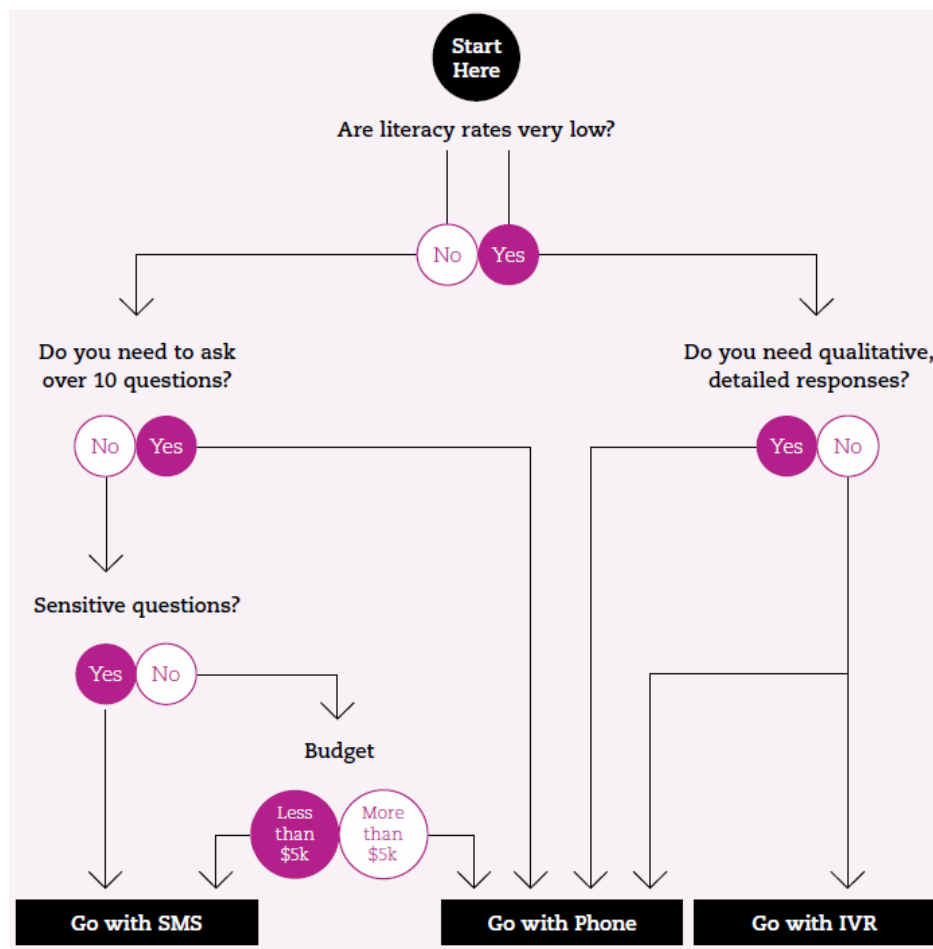 Start
Here
Are literacy rates very low?
No
Yes
Do you need to ask
over 10 questions?
Do you need qualitative,
detailed responses?
No
Yes
Yes
No
Sensitive questions?
Yes
No
Budget
Less
than
$5k
More
than
$5k
Go with SMS
Go with Phone
Go with IVR